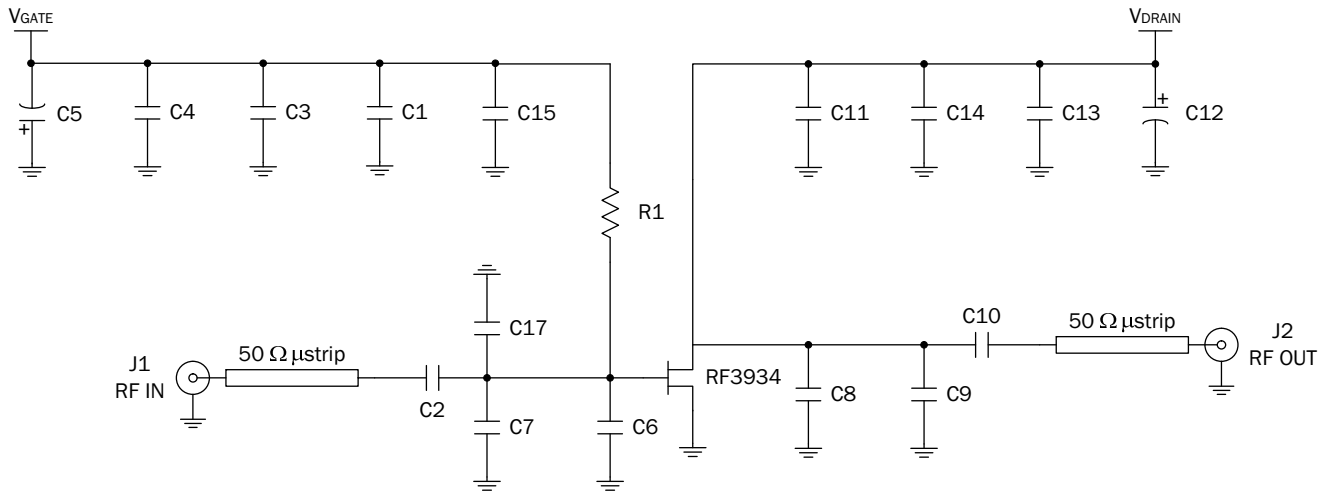 VGATE
VDRAIN
+
C5
C4
C3
C1
C15
C11
C14
C13
+
C12
R1
C17
C10
J1
RF IN
50 Ω µstrip
C2
C7
C6
RF3934
C8
C9
50 Ω µstrip
J2
RF OUT